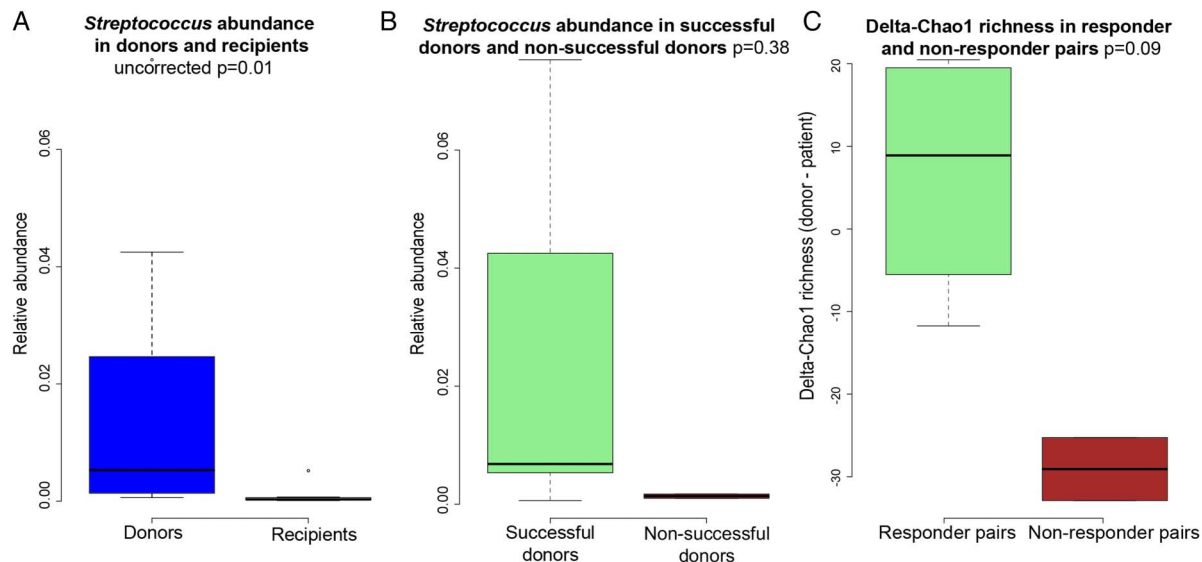 A
Streptococcus abundance
in donors and recipients
uncorrected p=0.01
Relative abundance
0.06
0.04
0.02
0.00
Donors
Recipients
B
Streptococcus abundance in successful
donors and non-successful donors p=0.38
Relative abundance
0.06
0.04
0.02
0.00
Successful
donors
Non-successful
donors
C
Delta-Chao1 richness in responder
and non-responder pairs p=0.09
Delta-Chao1 richness (donor - patient)
20
10
0
-10
-20
-30
Responder pairs
Non-responder pairs